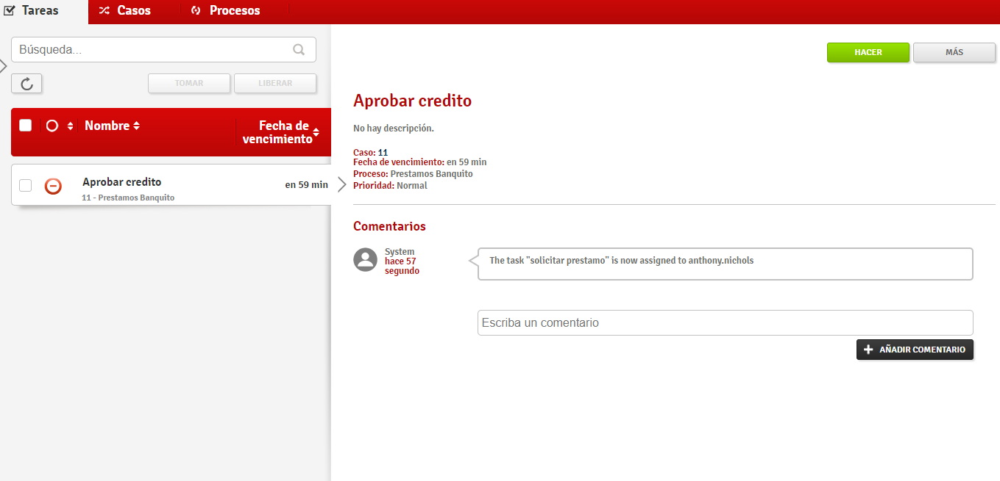 Tareas Casos Procesos
Búsqueda...
TOMAR LIBERAR
Nombre Fecha de
vencimiento
Aprobar credito en 59 min
11 - Prestamos Banquito
HACER MÁS
Aprobar credito
No hay descripción.
Caso: 11
Fecha de vencimiento: en 59 min
Proceso: Prestamos Banquito
Prioridad: Normal
Comentarios
System
hace 57
segundo
The task "solicitar prestamo" is now assigned to anthony.nichols
Escriba un comentario
AÑADIR COMENTARIO